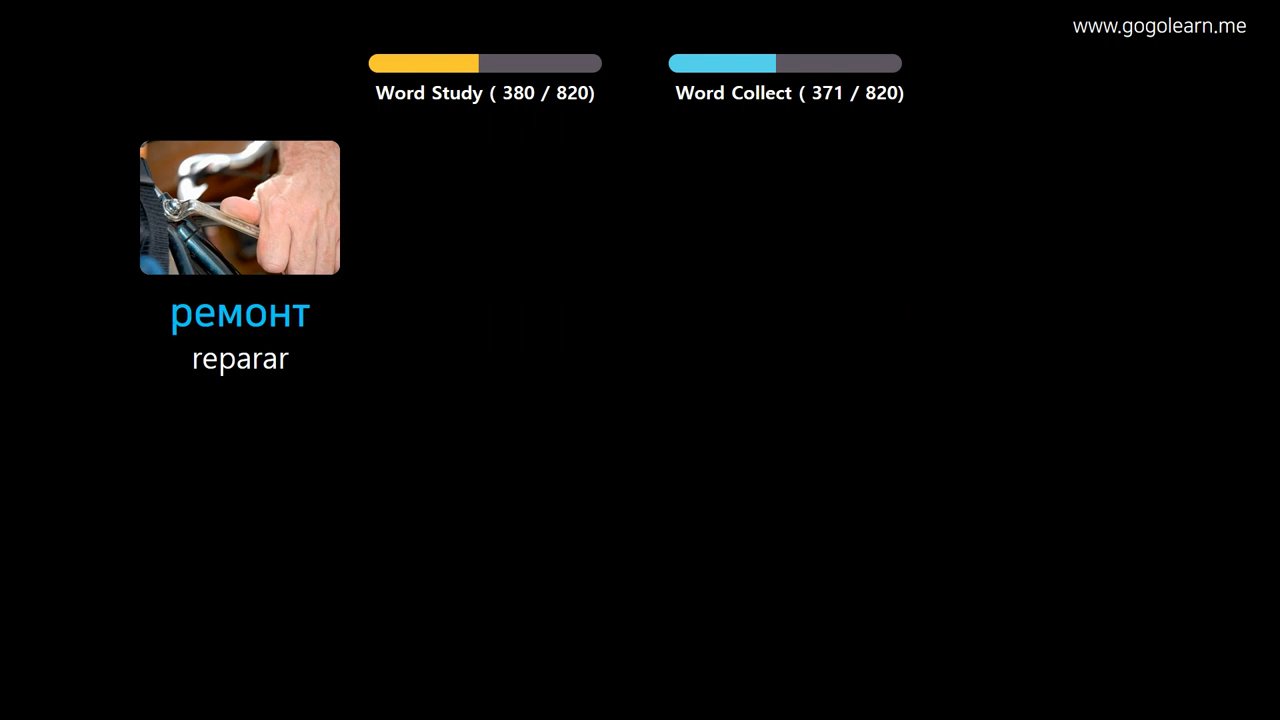 www.gogolearn.me
Word Study ( 380 / 820)
Word Collect ( 371 / 820)
ремонт
reparar